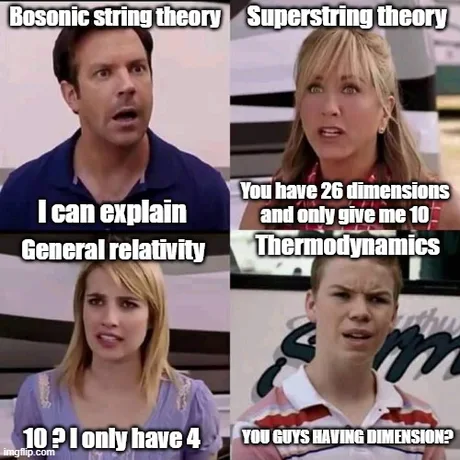 Bosonic string theory
I can explain
Superstring theory
You have 26 dimensions
and only give me 10
General relativity
10 ? I only have 4
Thermodynamics
YOU GUYS HAVING DIMENSION?
imgflip.com